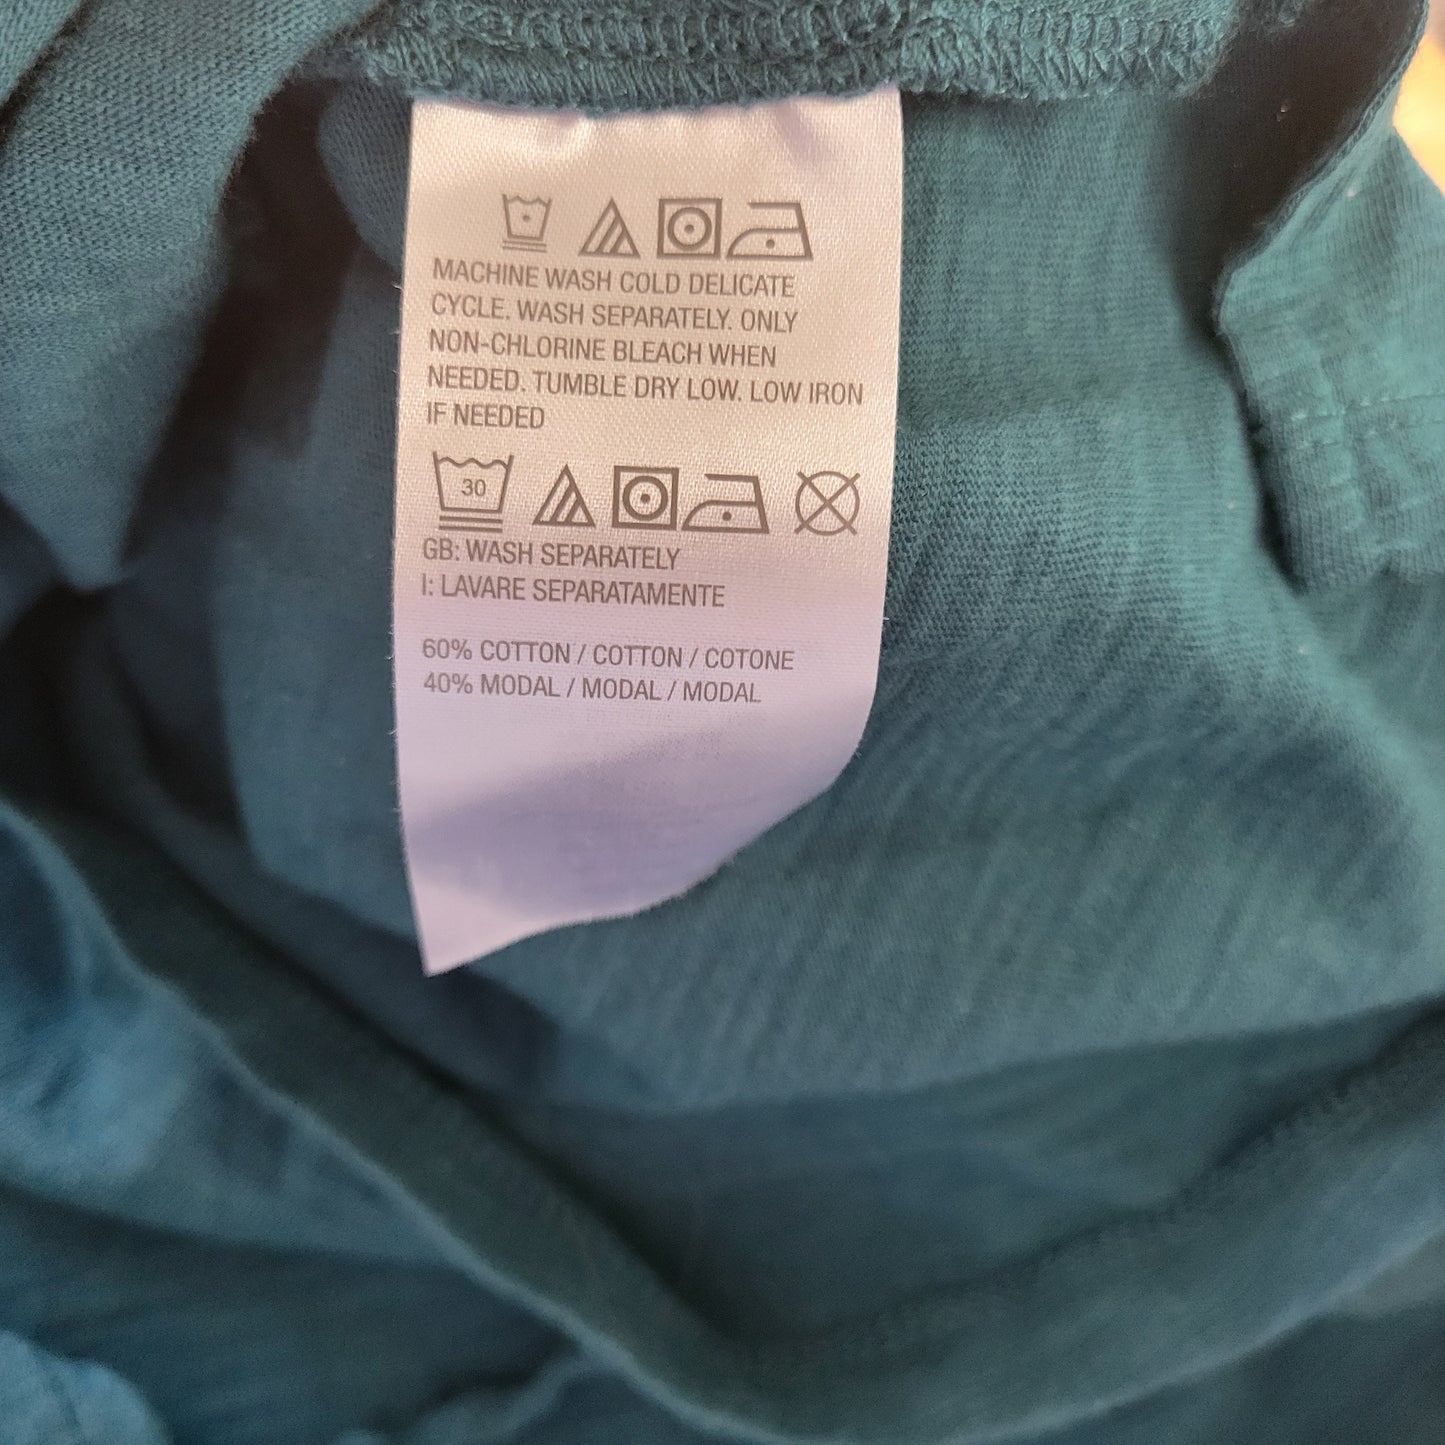 MACHINE WASH COLD DELICATE
CYCLE. WASH SEPARATELY. ONLY
NON-CHLORINE BLEACH WHEN
NEEDED. TUMBLE DRY LOW. LOW IRON
IF NEEDED
30
GB: WASH SEPARATELY
I: LAVARE SEPARATAMENTE
60% COTTON / COTTON / COTONE
40% MODAL / MODAL / MODAL